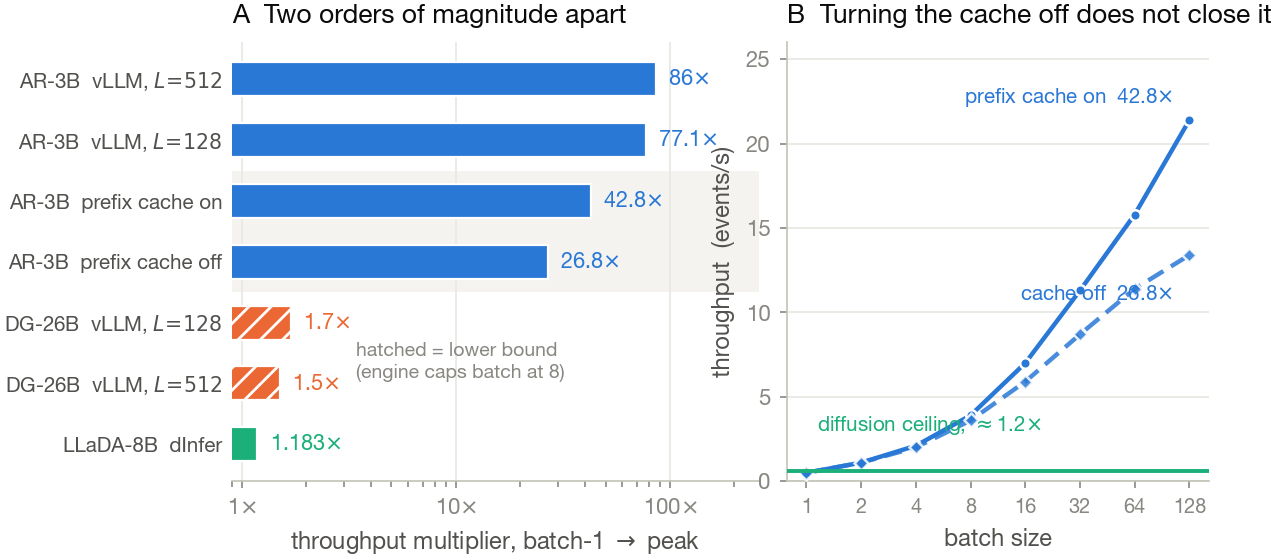 A Two orders of magnitude apart
AR-3B vLLM, L=512
86×
AR-3B vLLM, L=128
77.1×
AR-3B prefix cache on
42.8×
AR-3B prefix cache off
26.8×
DG-26B vLLM, L=128
1.7×
hatched = lower bound
(engine caps batch at 8)
DG-26B vLLM, L=512
1.5×
LLaDA-8B dInfer
1.183×
1× 10× 100×
throughput multiplier, batch-1 → peak
B Turning the cache off does not close it
throughput (events/s)
25
20
15
10
5
0
prefix cache on 42.8×
cache off 26.8×
diffusion ceiling, ≈ 1.2×
1 2 4 8 16 32 64 128
batch size